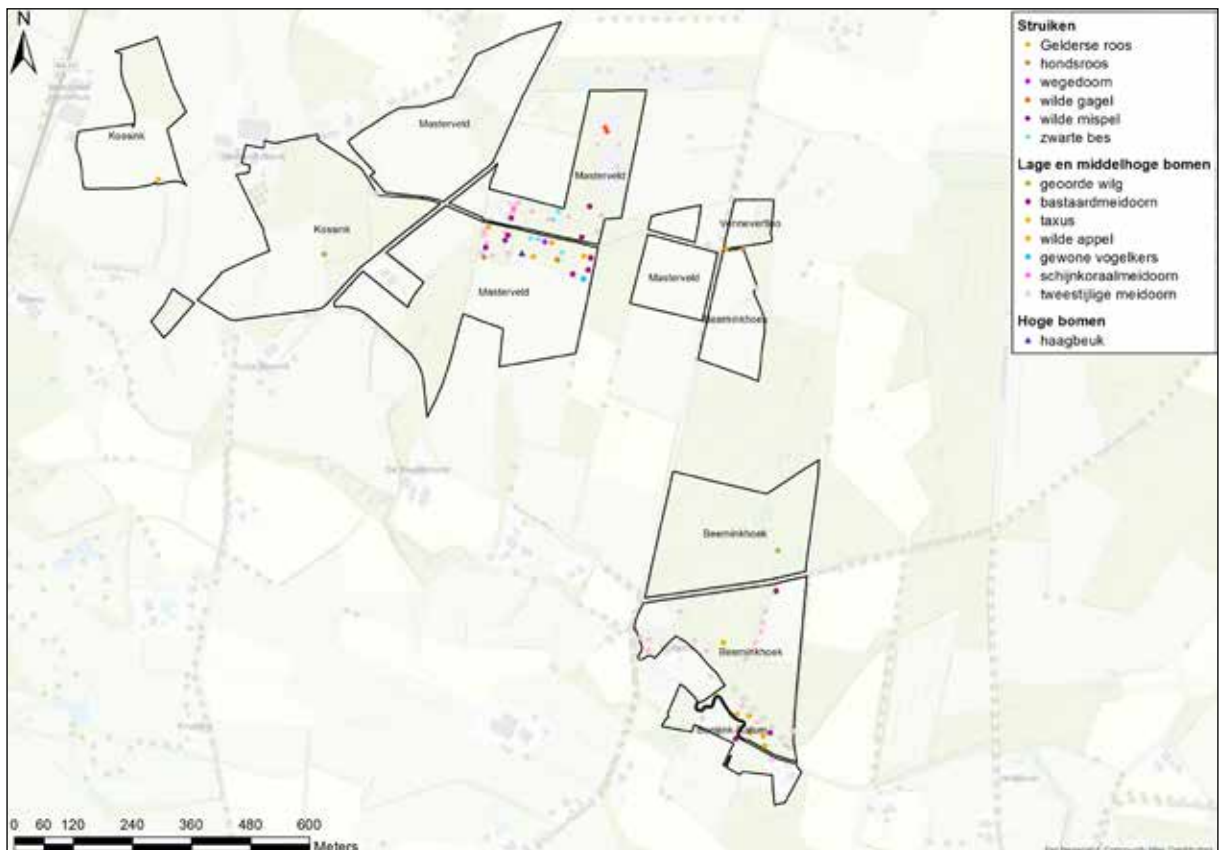 N
Struiken
Gelderse roos
hondsroos
wegedoorn
wilde gagel
wilde mispel
zwarte bes
Lage en middelhoge bomen
geoorde wilg
bastaardmeidoorn
taxus
wilde appel
gewone vogelkers
schijnkoraalmeidoorn
tweestijlige meidoorn
Hoge bomen
haagbeuk
Kossink
Masterveld
Masterveld
Kossink
Masterveld
Masterveld
Beeminkhoek
Beeminkhoek
0 60 120 240 360 480 600
Meters